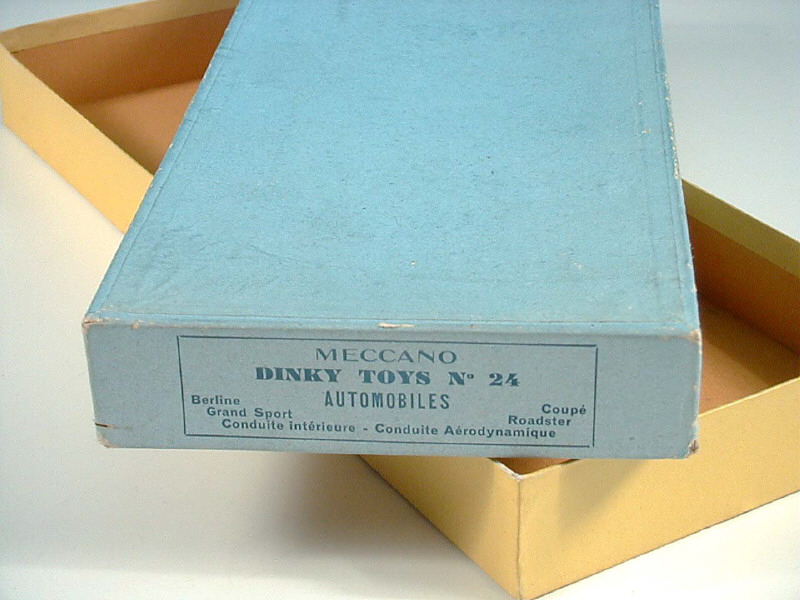 MECCANO
DINKY TOYS Nº 24
AUTOMOBILES
Berline Coupé
Grand Sport Roadster
Conduite intérieure - Conduite Aérodynamique